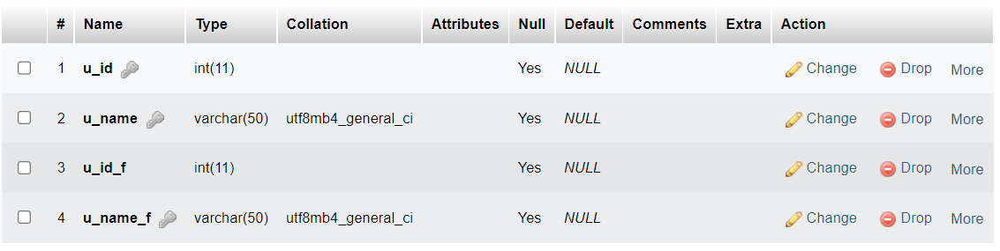 # Name Type Collation Attributes Null Default Comments Extra Action
1 u_id int(11) Yes NULL Change Drop More
2 u_name varchar(50) utf8mb4_general_ci Yes NULL Change Drop More
3 u_id_f int(11) Yes NULL Change Drop More
4 u_name_f varchar(50) utf8mb4_general_ci Yes NULL Change Drop More